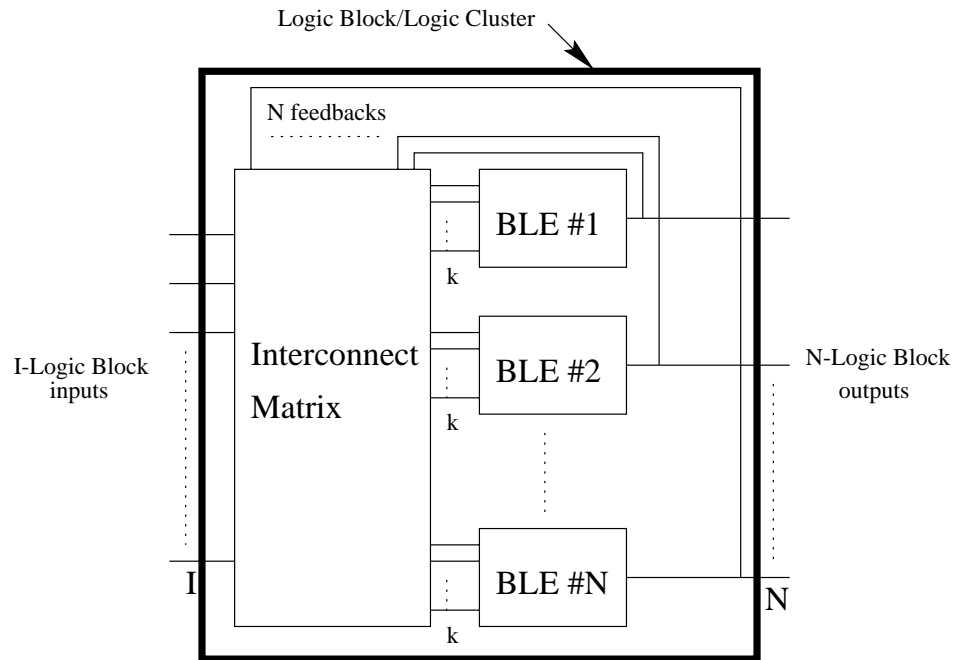 Logic Block/Logic Cluster
N feedbacks
BLE #1
k
I-Logic Block
inputs
Interconnect
Matrix
BLE #2
k
N-Logic Block
outputs
I
BLE #N
k
N